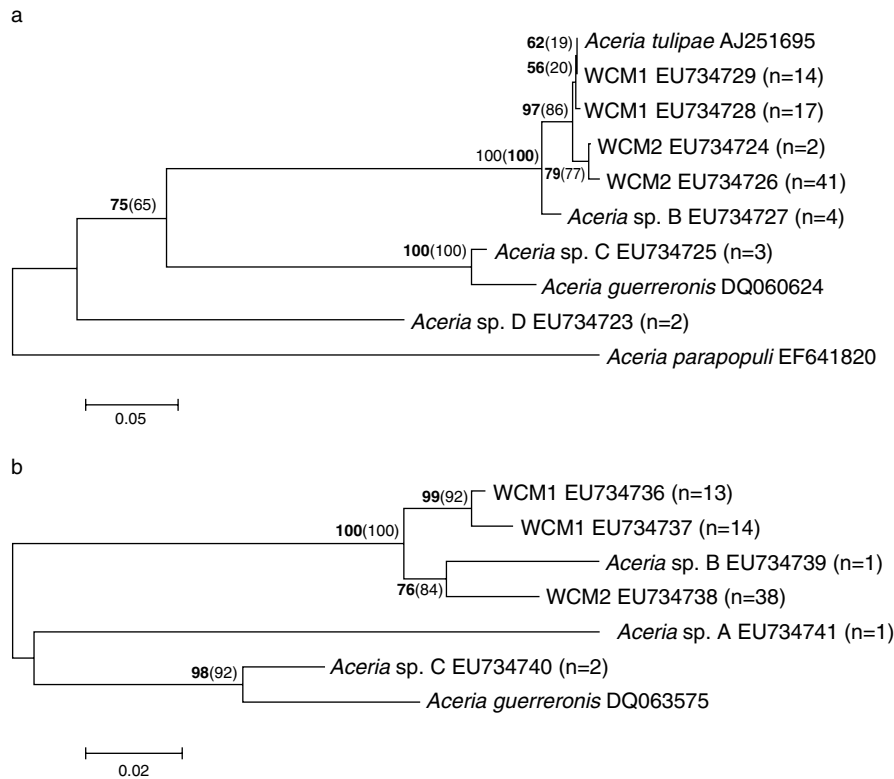 a
62(19)
Aceria tulipae AJ251695
56(20)
WCM1 EU734729 (n=14)
97(86)
WCM1 EU734728 (n=17)
WCM2 EU734724 (n=2)
100(100)
79(77)
WCM2 EU734726 (n=41)
75(65)
Aceria sp. B EU734727 (n=4)
100(100)
Aceria sp. C EU734725 (n=3)
Aceria guerreronis DQ060624
Aceria sp. D EU734723 (n=2)
Aceria parapopuli EF641820
0.05
b
99(92)
WCM1 EU734736 (n=13)
100(100)
WCM1 EU734737 (n=14)
Aceria sp. B EU734739 (n=1)
76(84)
WCM2 EU734738 (n=38)
Aceria sp. A EU734741 (n=1)
98(92)
Aceria sp. C EU734740 (n=2)
Aceria guerreronis DQ063575
0.02